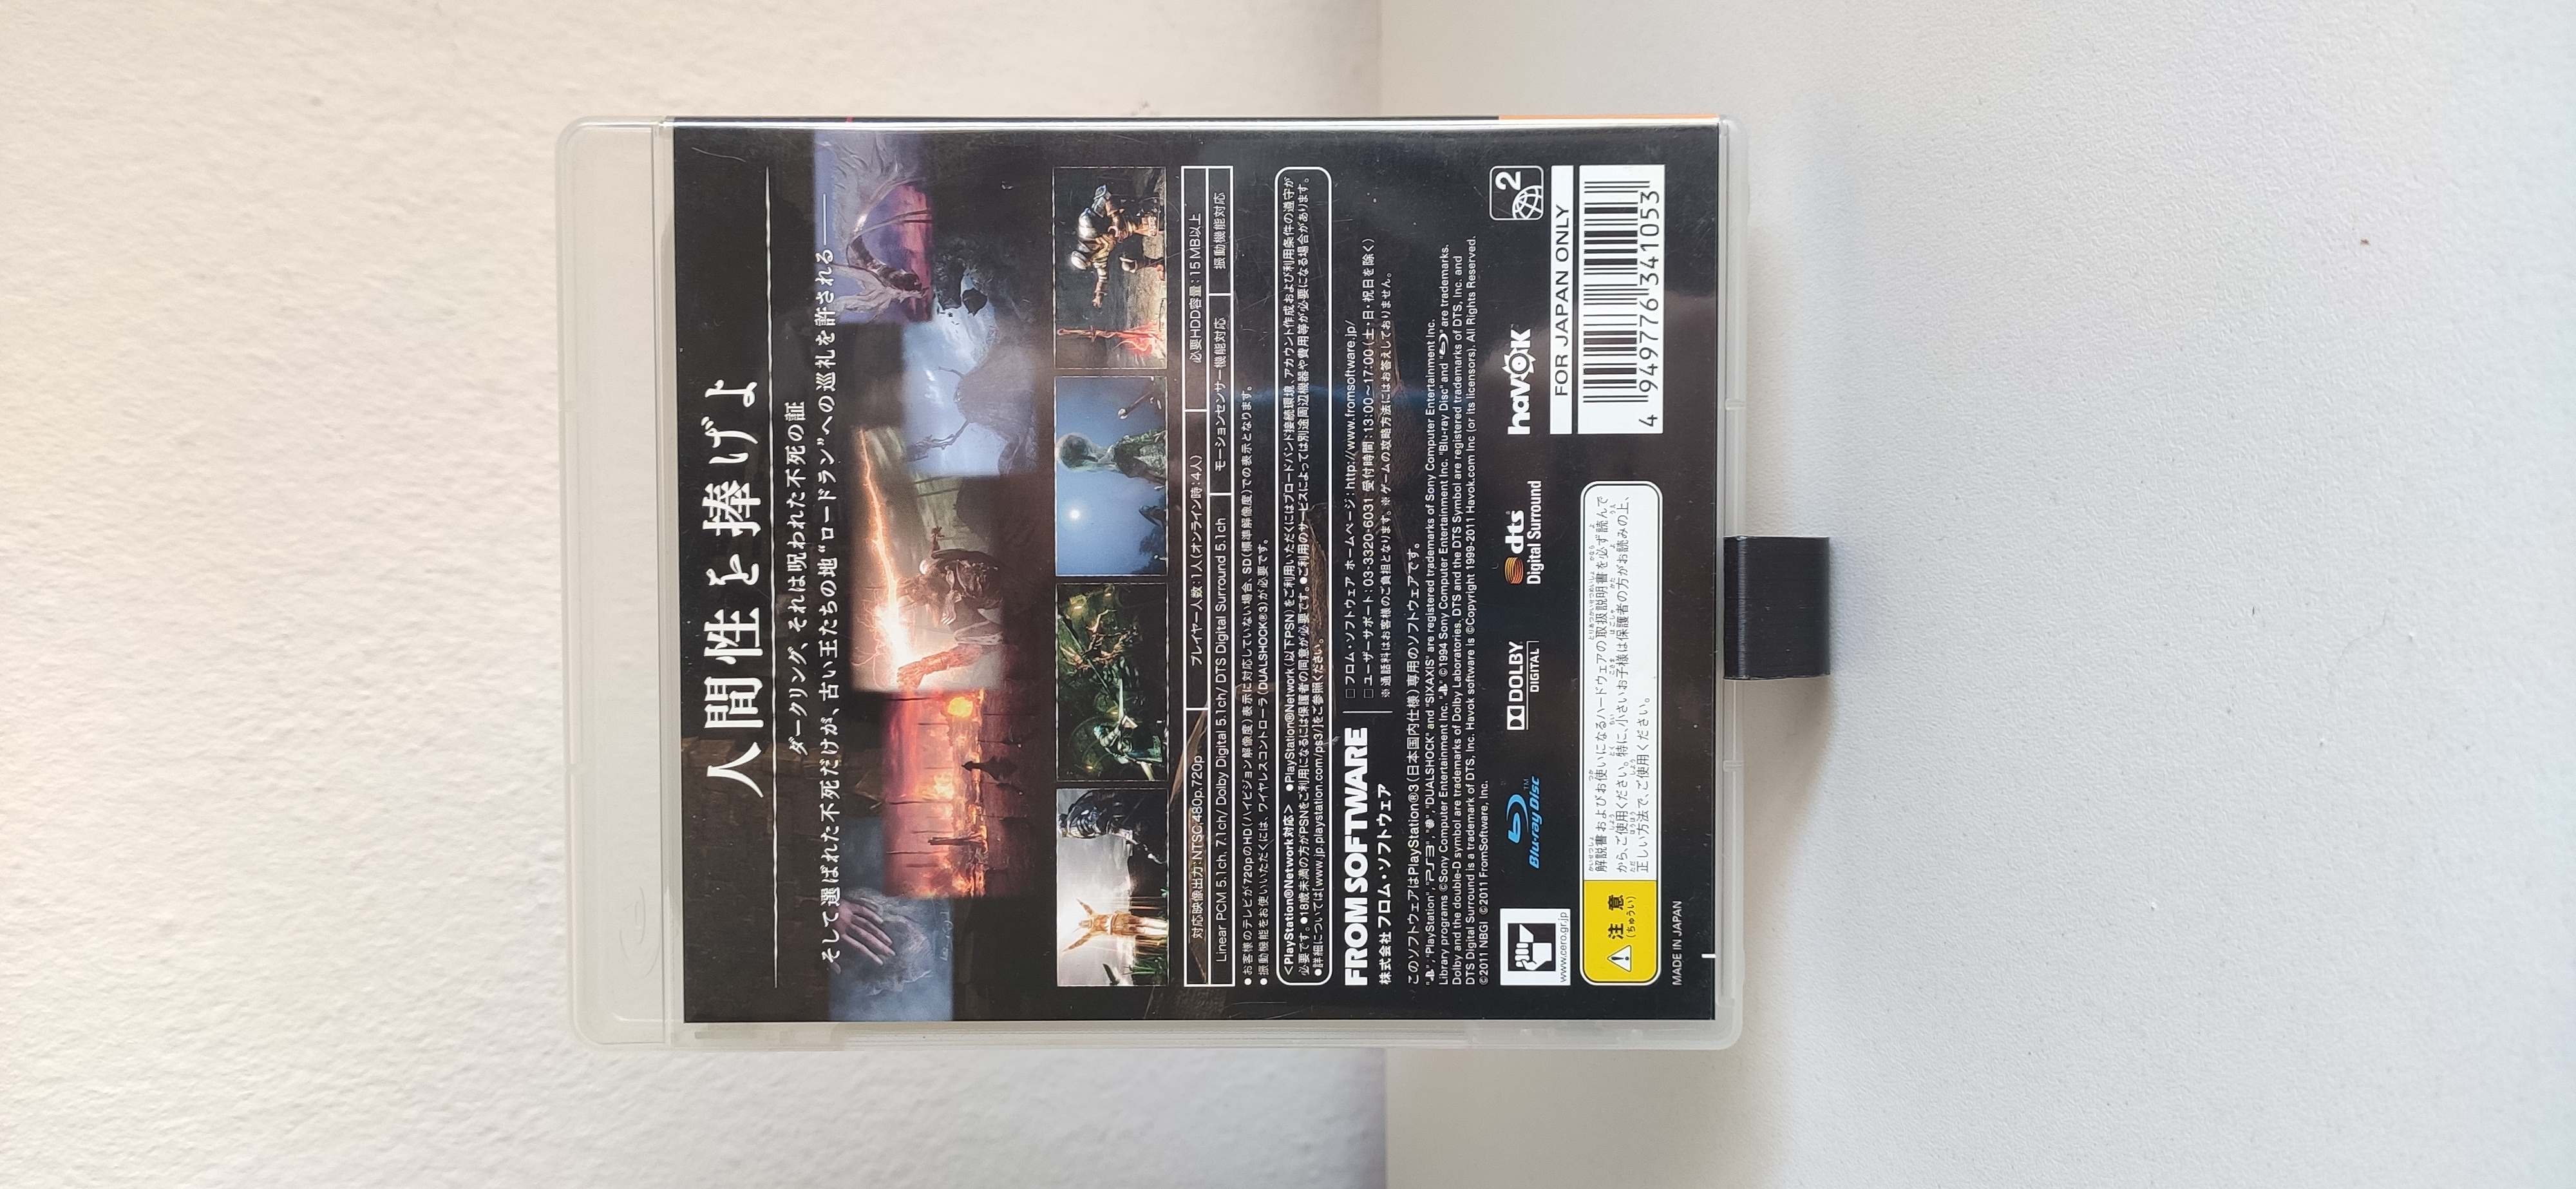 人間性を捧げよ
ダークリング、それは呪われた不死の証
そして選ばれた不死だけが、古い王たちの地“ロードラン”への巡礼を許される――
対応映像出力：NTSC,480p,720p
プレイヤー人数：1人（オンライン時：4人）
必要HDD容量：15MB以上
Linear PCM 5.1ch, 7.1ch/ Dolby Digital 5.1ch/ DTS Digital Surround 5.1ch
モーションセンサー機能対応
振動機能対応
●お客様のテレビが720pのHD（ハイビジョン解像度）表示に対応していない場合、SD（標準解像度）での表示となります。
●振動機能をお使いいただくには、ワイヤレスコントローラ（DUALSHOCK®3）が必要です。
＜PlayStation®Network対応＞ ●PlayStation®Network（以下PSN）をご利用いただくにはブロードバンド接続環境、アカウント作成および利用条件の遵守が
必要です。●18歳未満の方がPSNをご利用になるには保護者の同意が必要です。●ご利用のサービスによっては別途周辺機器や費用等が必要になる場合があります。
●詳細については[www.jp.playstation.com/ps3/]をご参照ください。
FROM SOFTWARE
株式会社フロム・ソフトウェア
□フロム・ソフトウェア ホームページ：http://www.fromsoftware.jp/
□ユーザーサポート：03-3320-6031 受付時間：13:00～17:00（土・日・祝日を除く）
※通話料はお客様のご負担となります。※ゲームの攻略方法にはお答えしておりません。
このソフトウェアはPlayStation®3（日本国内仕様）専用のソフトウェアです。
"PlayStation", "PS3", "DUALSHOCK" and "SIXAXIS" are registered trademarks of Sony Computer Entertainment Inc.
Library programs ©Sony Computer Entertainment Inc. ©1994 Sony Computer Entertainment Inc. "Blu-ray Disc" and are trademarks.
Dolby and the double-D symbol are trademarks of Dolby Laboratories. DTS and the DTS Symbol are registered trademarks of DTS, Inc. and
DTS Digital Surround is a trademark of DTS, Inc. Havok software is ©Copyright 1999-2011 Havok.com Inc (or its licensors). All Rights Reserved.
©2011 NBGI ©2011 FromSoftware, Inc.
www.cero.gr.jp
Blu-ray Disc™
DOLBY
DIGITAL
dts
Digital Surround
havok™
2
FOR JAPAN ONLY
注意
（ちゅうい）
解説書およびお使いになるハードウェアの取扱説明書を必ず読んで
から、ご使用ください。特に、小さいお子様は保護者の方がお読みの上、
正しい方法で、ご使用ください。
4 949776 341053
MADE IN JAPAN